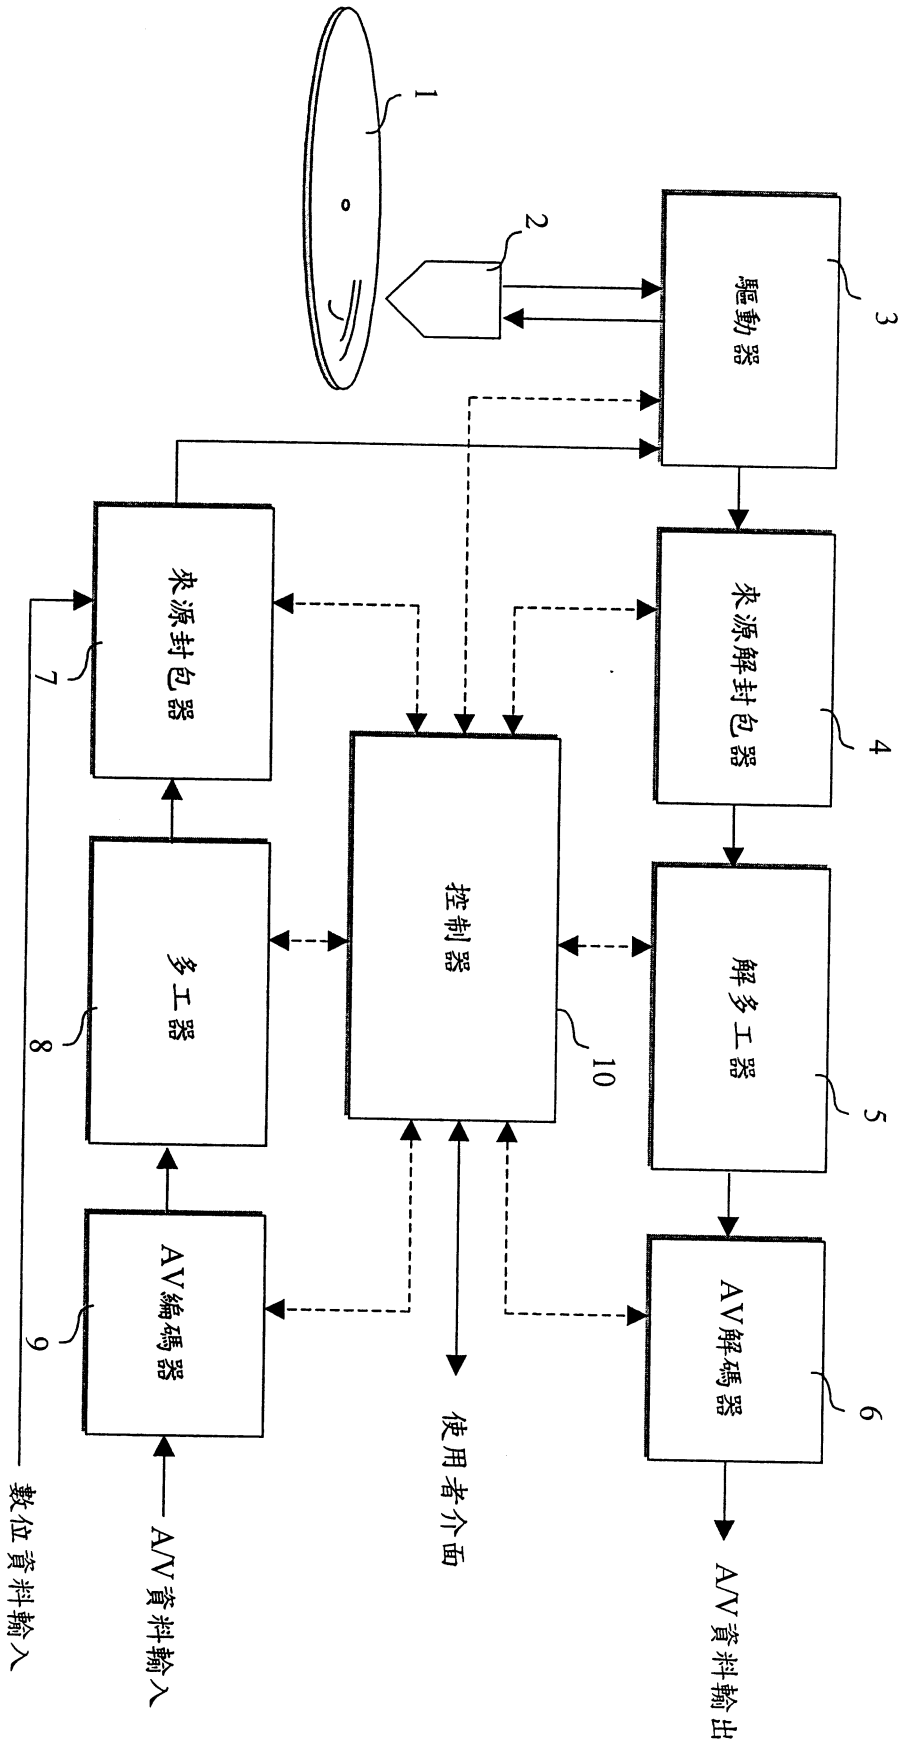 1
2
3
驅動器
來源解封包器
4
解多工器
5
AV解碼器
6
A/V資料輸出
控制器
10
使用者介面
來源封包器
7
多工器
8
AV編碼器
9
A/V資料輸入
數位資料輸入